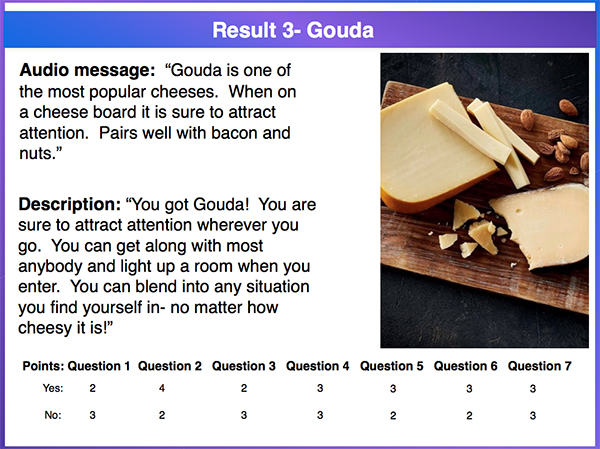 Result 3- Gouda
Audio message:  “Gouda is one of
the most popular cheeses.  When on
a cheese board it is sure to attract
attention.  Pairs well with bacon and
nuts.”
Description: “You got Gouda!  You are
sure to attract attention wherever you
go.  You can get along with most
anybody and light up a room when you
enter.  You can blend into any situation
you find yourself in- no matter how
cheesy it is!”
Points: Question 1 Question 2 Question 3 Question 4 Question 5 Question 6 Question 7
Yes: 2 4 2 3 3 3 3
No: 3 2 3 3 2 2 3